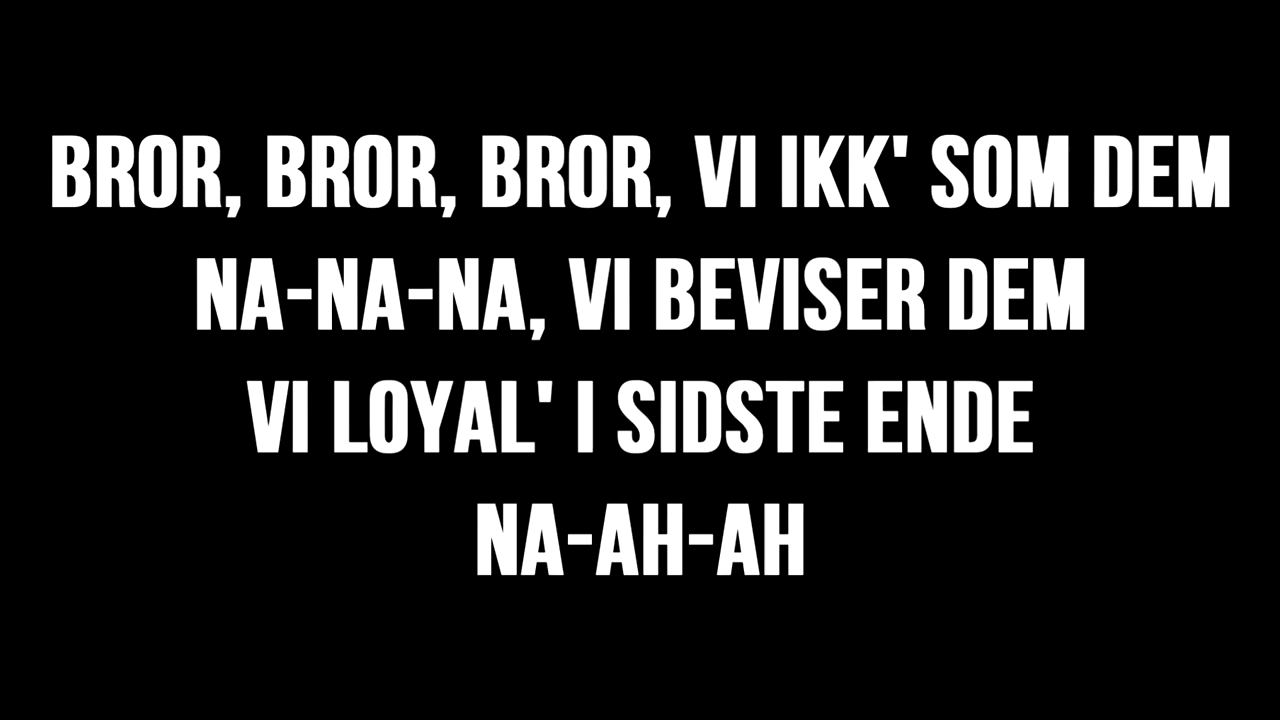 BROR, BROR, BROR, VI IKK' SOM DEM
NA-NA-NA, VI BEVISER DEM
VI LOYAL' I SIDSTE ENDE
NA-AH-AH